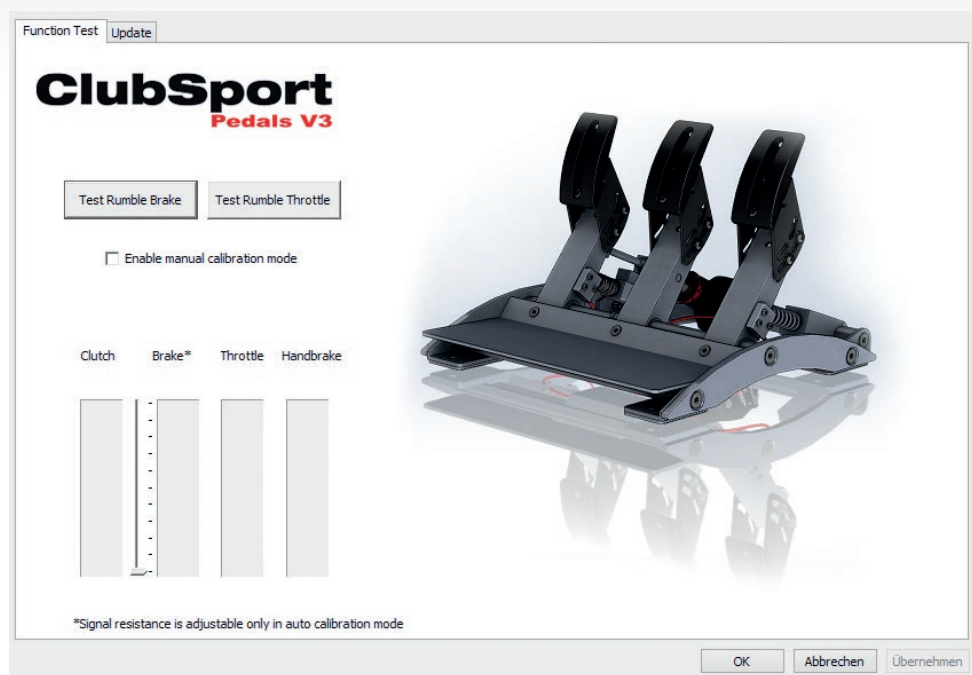 Function Test Update
ClubSport
Pedals V3
Test Rumble Brake Test Rumble Throttle
Enable manual calibration mode
Clutch Brake* Throttle Handbrake
*Signal resistance is adjustable only in auto calibration mode
OK Abbrechen Übernehmen